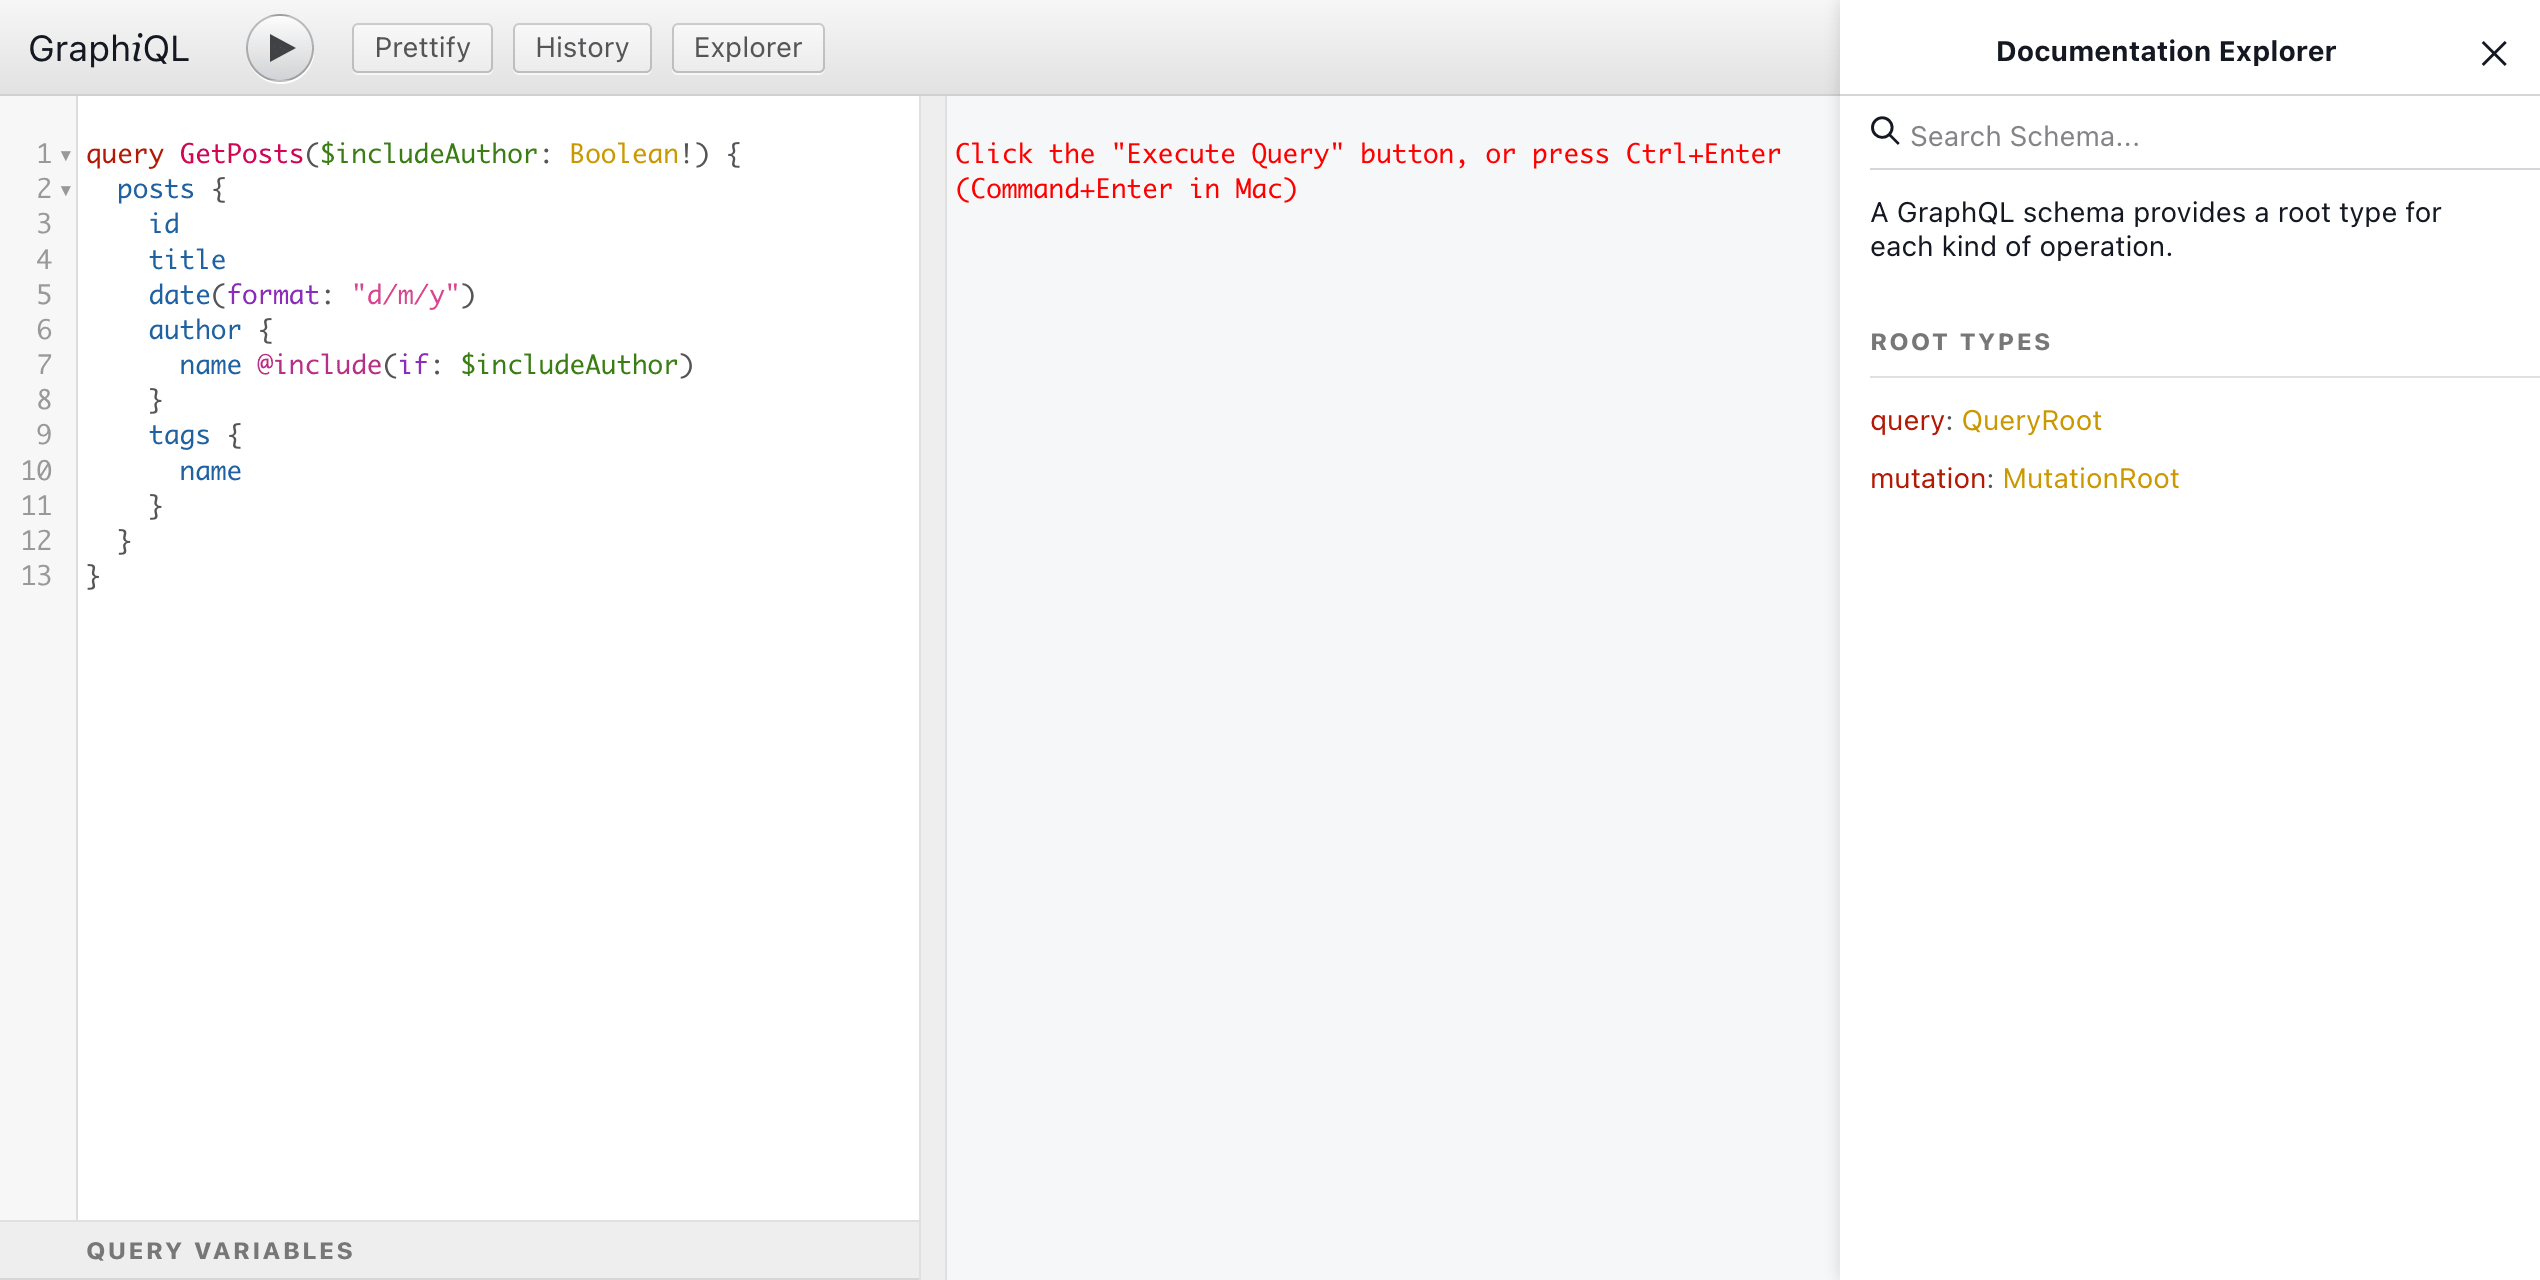 GraphiQL
Prettify
History
Explorer
1 query GetPosts($includeAuthor: Boolean!) {
2 posts {
3 id
4 title
5 date(format: "d/m/y")
6 author {
7 name @include(if: $includeAuthor)
8 }
9 tags {
10 name
11 }
12 }
13 }
QUERY VARIABLES
Click the "Execute Query" button, or press Ctrl+Enter
(Command+Enter in Mac)
Documentation Explorer
Search Schema...
A GraphQL schema provides a root type for
each kind of operation.
ROOT TYPES
query: QueryRoot
mutation: MutationRoot